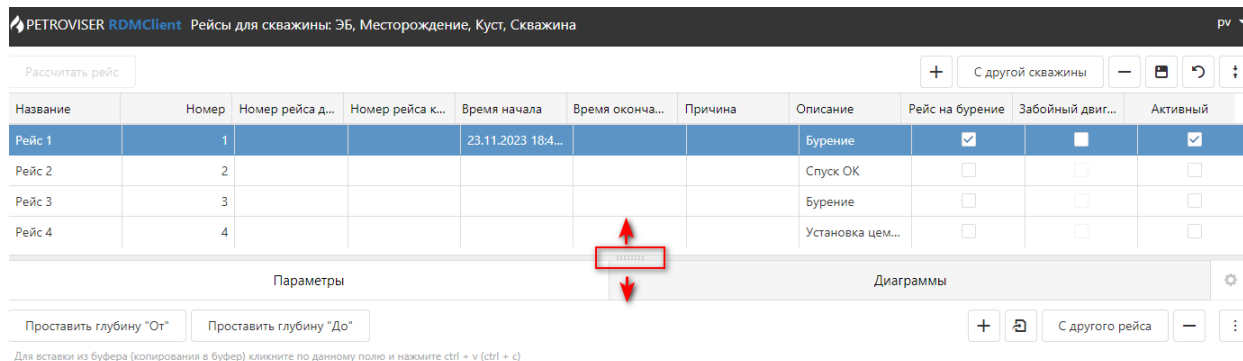 PETROVISER RDMClient Рейсы для скважины: ЭБ, Месторождение, Куст, Скважина pv
Рассчитать рейс С другой скважины
Название Номер Номер рейса д... Номер рейса к... Время начала Время оконча... Причина Описание Рейс на бурение Забойный двиг... Активный
Рейс 1 1 23.11.2023 18:4... Бурение
Рейс 2 2 Спуск ОК
Рейс 3 3 Бурение
Рейс 4 4 Установка цем...
Параметры Диаграммы
Проставить глубину "От" Проставить глубину "До" С другого рейса
Для вставки из буфера (копирования в буфер) кликните по данному полю и нажмите ctrl + v (ctrl + c)